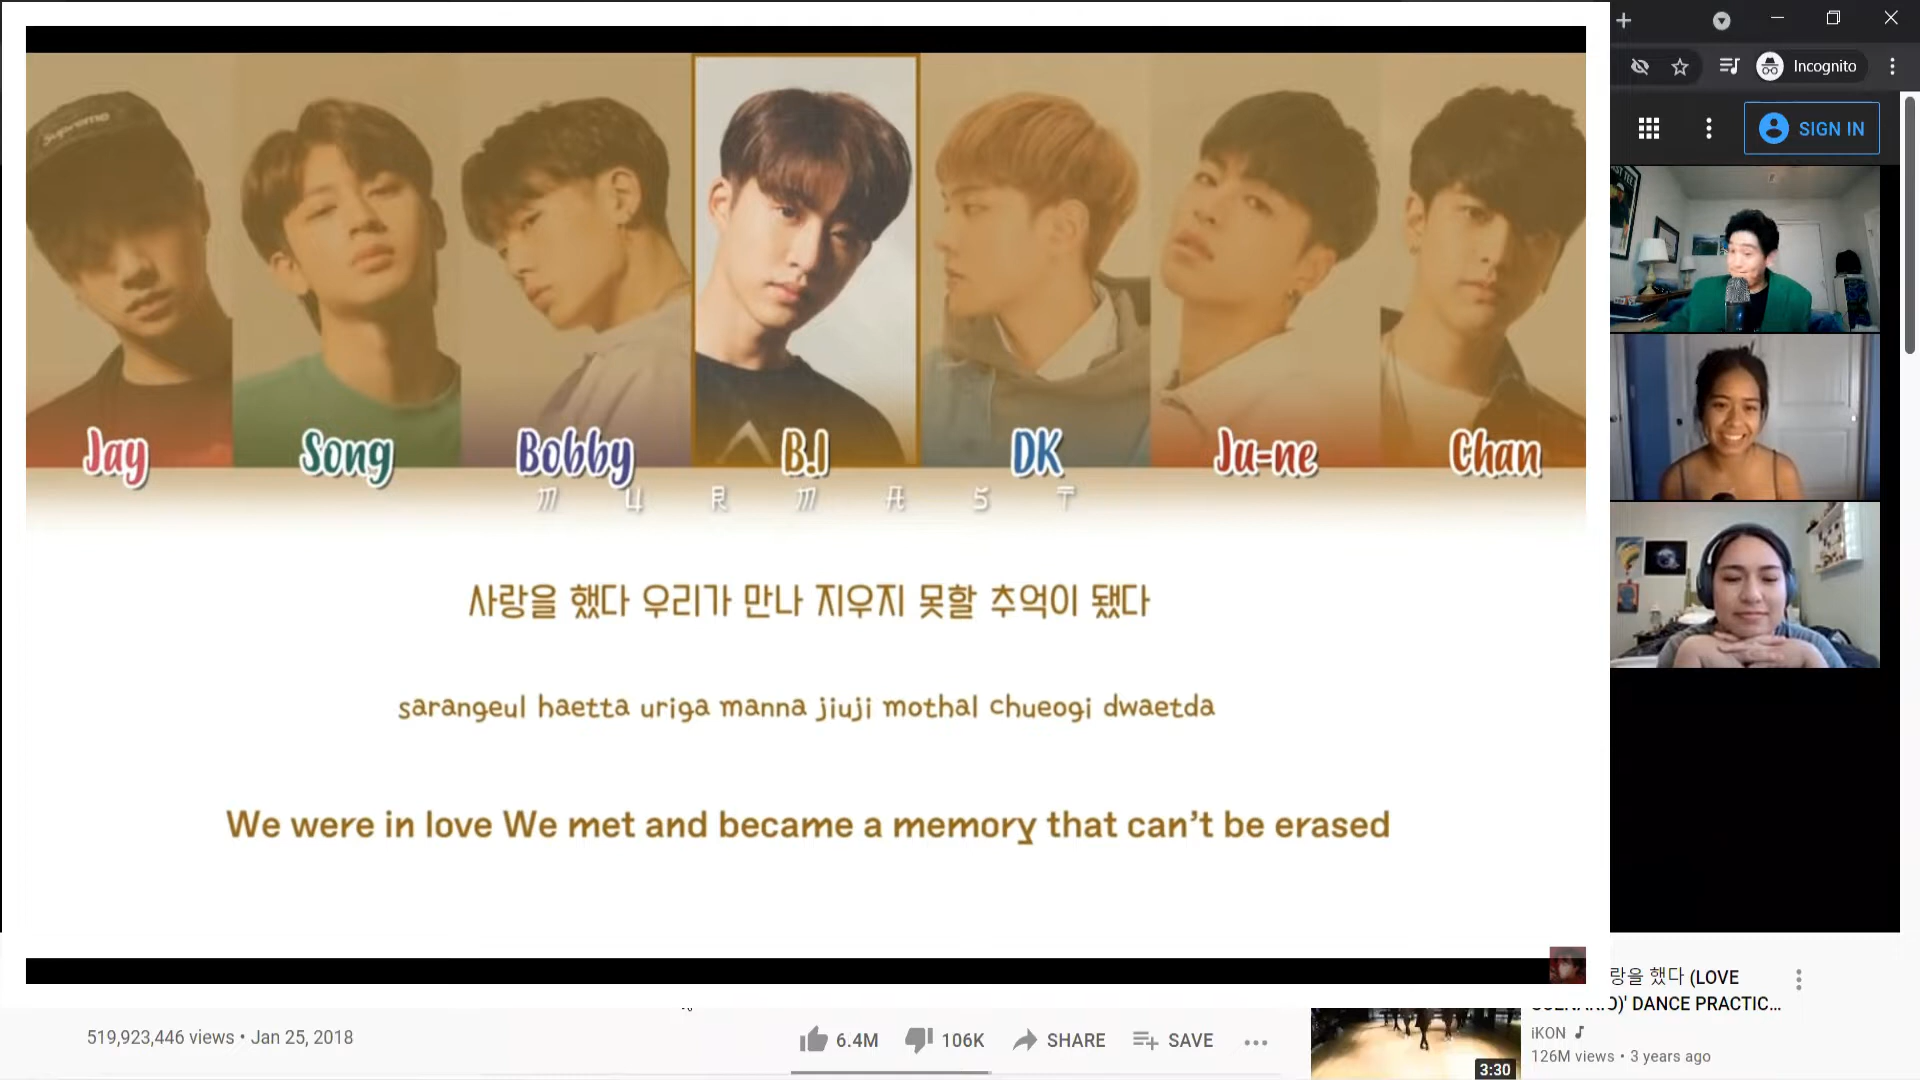 Incognito
SIGN IN
Supreme
Jay
Song
Bobby
B.I
DK
Ju-ne
Chan
사랑을 했다 우리가 만나 지우지 못할 추억이 됐다
sarangeul haetta uriga manna jiuji mothal chueogi dwaetda
We were in love We met and became a memory that can't be erased
랑을 했다 (LOVE
SCENARIO)' DANCE PRACTIC...
iKON
126M views • 3 years ago
3:30
519,923,446 views • Jan 25, 2018
6.4M
106K
SHARE
SAVE